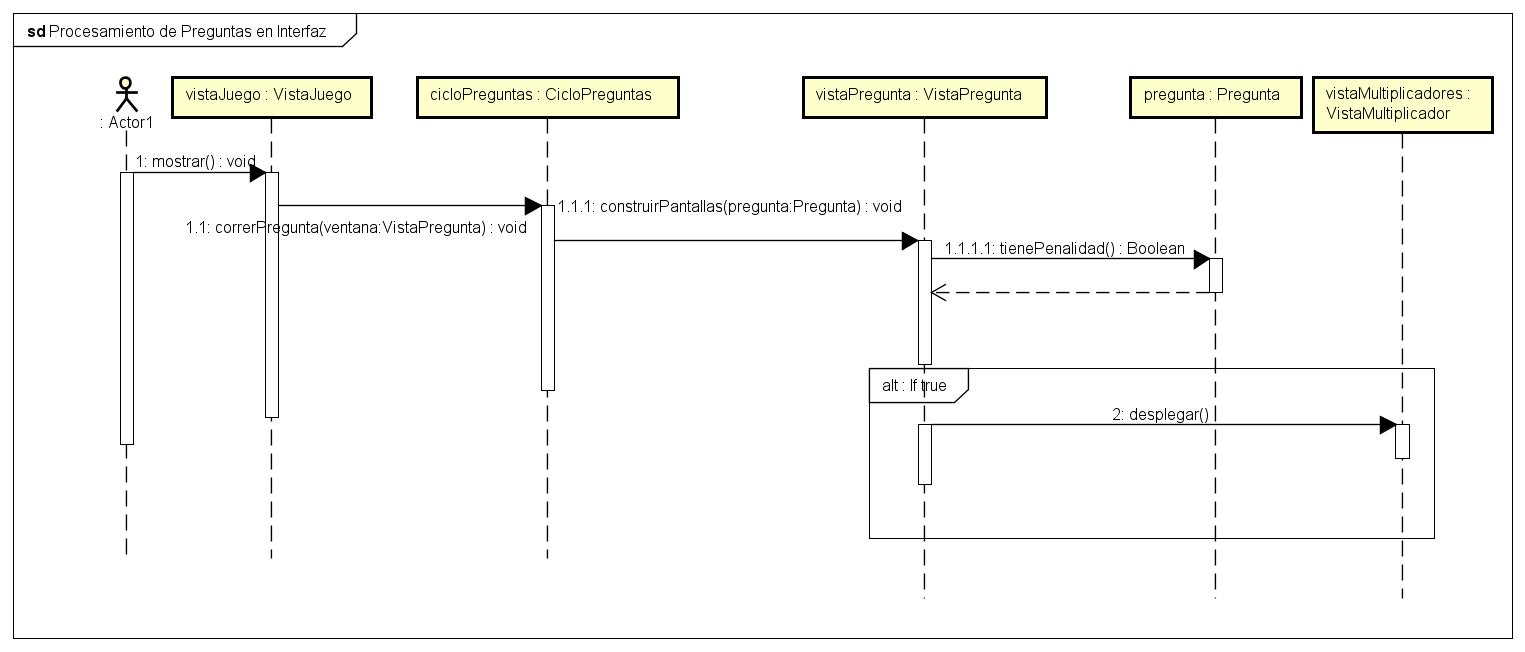 sd Procesamiento de Preguntas en Interfaz
: Actor1
vistaJuego : VistaJuego
cicloPreguntas : CicloPreguntas
vistaPregunta : VistaPregunta
pregunta : Pregunta
vistaMultiplicadores :
VistaMultiplicador
1: mostrar() : void
1.1: correrPregunta(ventana:VistaPregunta) : void
1.1.1: construirPantallas(pregunta:Pregunta) : void
1.1.1.1: tienePenalidad() : Boolean
alt : If true
2: desplegar()